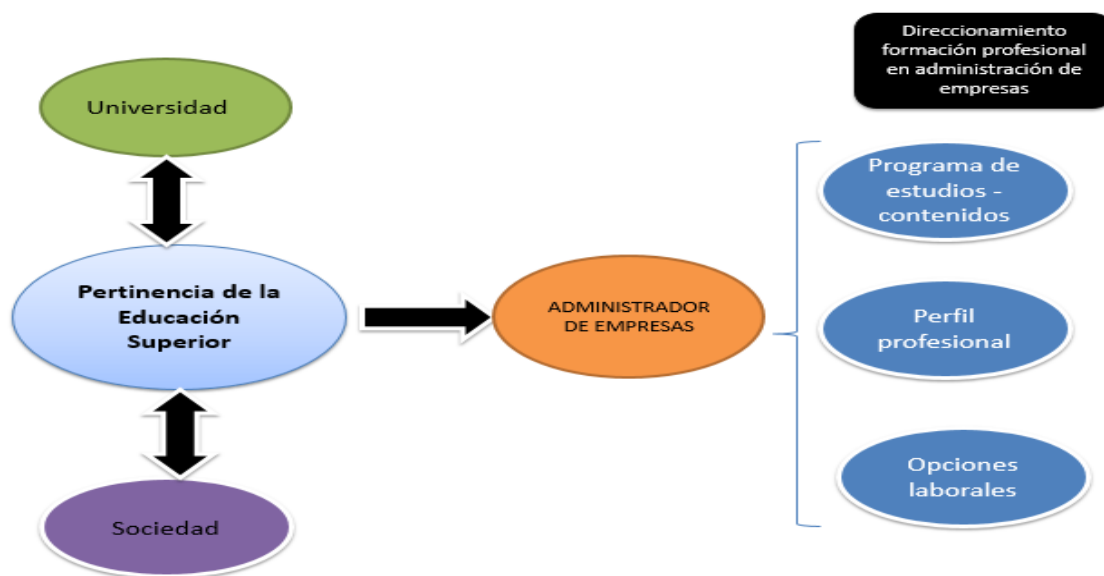 Direccionamiento
formación profesional
en administración de
empresas
Universidad
Programa de
estudios -
contenidos
Pertinencia de la
Educación
Superior
ADMINISTRADOR
DE EMPRESAS
Perfil
profesional
Opciones
laborales
Sociedad